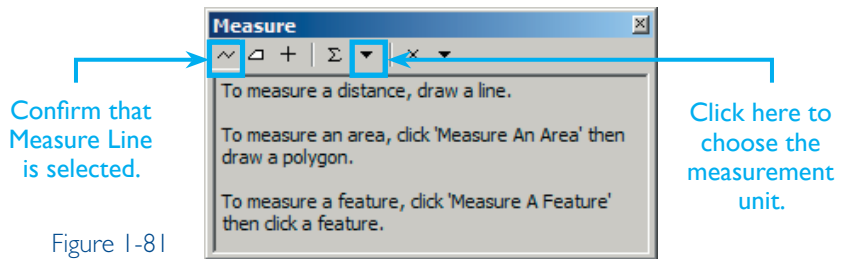 Measure
To measure a distance, draw a line.
To measure an area, click 'Measure An Area' then
draw a polygon.
To measure a feature, click 'Measure A Feature'
then click a feature.
Confirm that
Measure Line
is selected.
Click here to
choose the
measurement
unit.
Figure 1-81